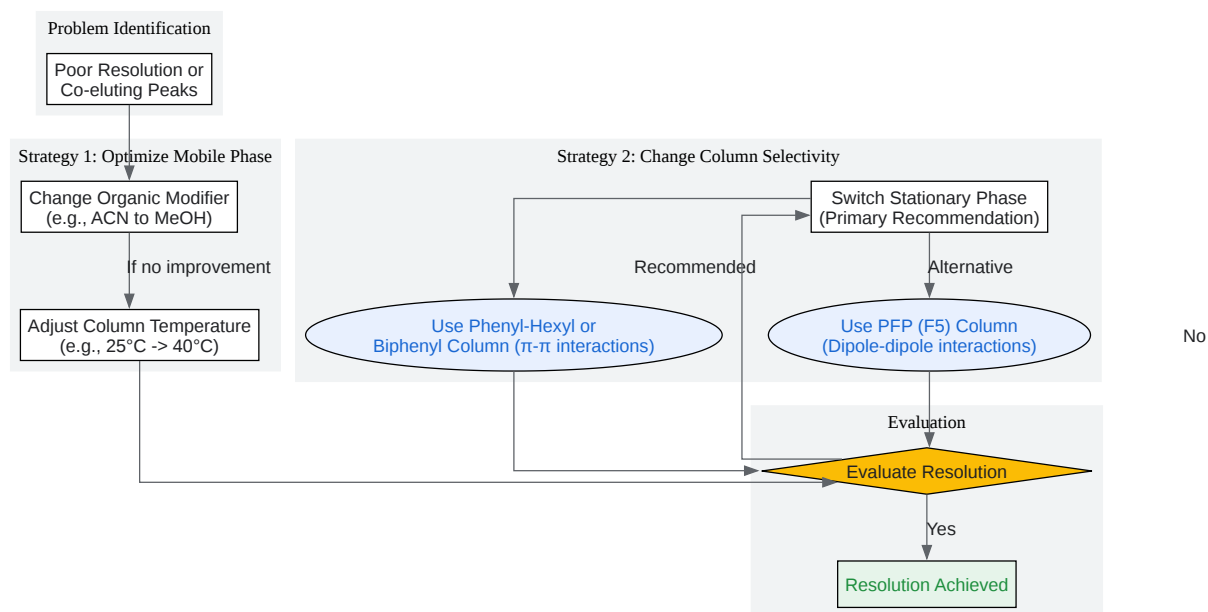 Problem Identification
Poor Resolution or
Co-eluting Peaks
Strategy 1: Optimize Mobile Phase
Change Organic Modifier
(e.g., ACN to MeOH)
If no improvement
Adjust Column Temperature
(e.g., 25°C -> 40°C)
Strategy 2: Change Column Selectivity
Switch Stationary Phase
(Primary Recommendation)
Recommended
Alternative
Use Phenyl-Hexyl or
Biphenyl Column (π-π interactions)
Use PFP (F5) Column
(Dipole-dipole interactions)
No
Evaluation
Evaluate Resolution
Yes
Resolution Achieved